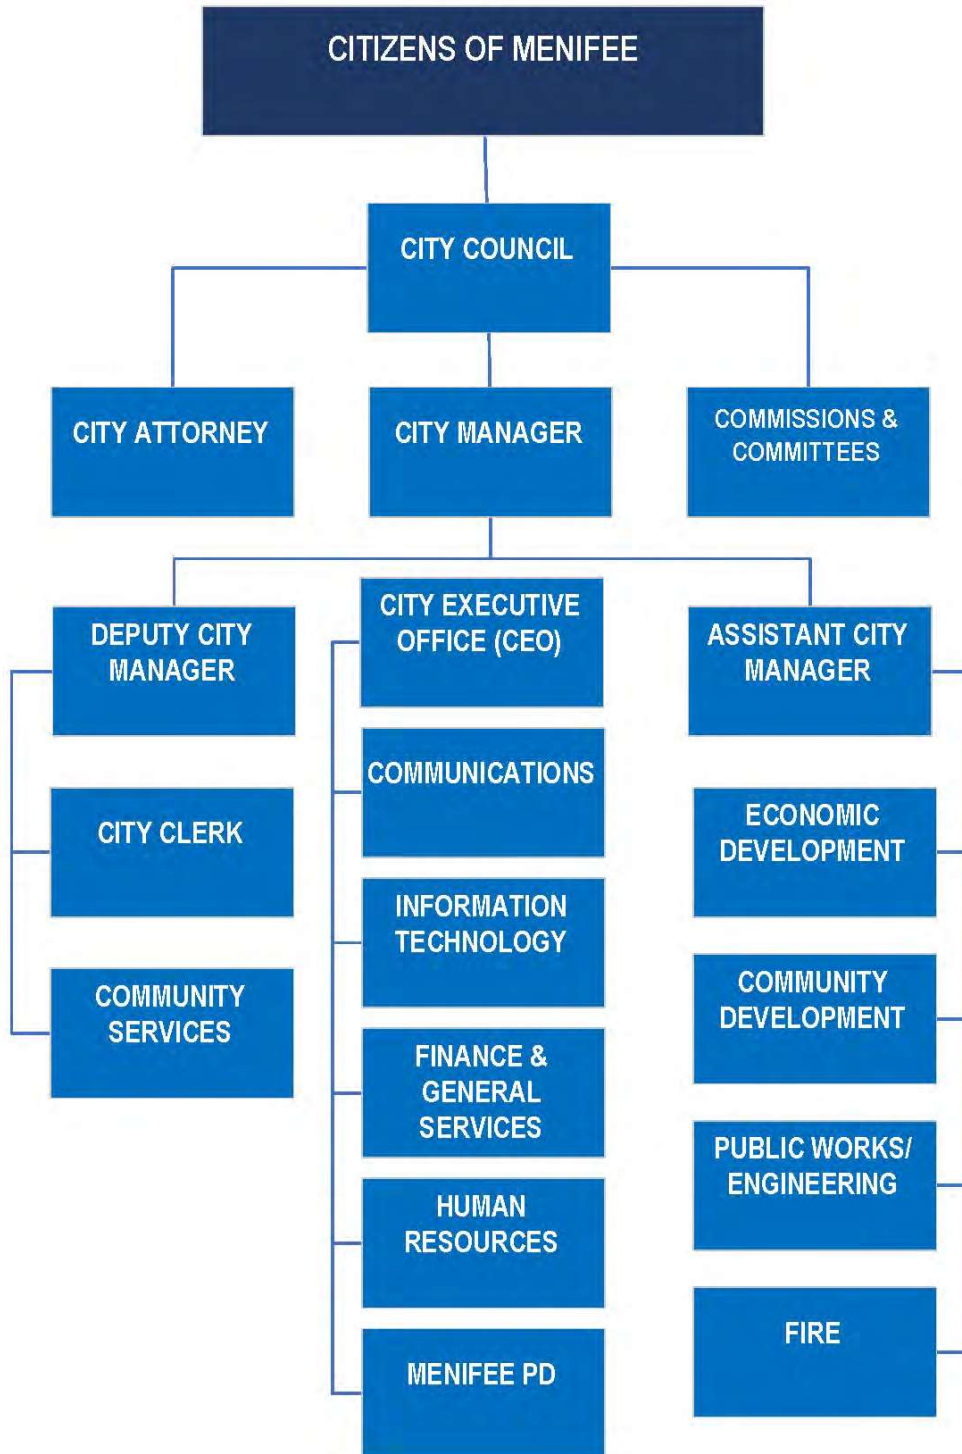 CITIZENS OF MENIFEE
CITY COUNCIL
CITY ATTORNEY
CITY MANAGER
COMMISSIONS &
COMMITTEES
DEPUTY CITY
MANAGER
CITY CLERK
COMMUNITY
SERVICES
CITY EXECUTIVE
OFFICE (CEO)
COMMUNICATIONS
INFORMATION
TECHNOLOGY
FINANCE &
GENERAL
SERVICES
HUMAN
RESOURCES
MENIFEE PD
ASSISTANT CITY
MANAGER
ECONOMIC
DEVELOPMENT
COMMUNITY
DEVELOPMENT
PUBLIC WORKS/
ENGINEERING
FIRE